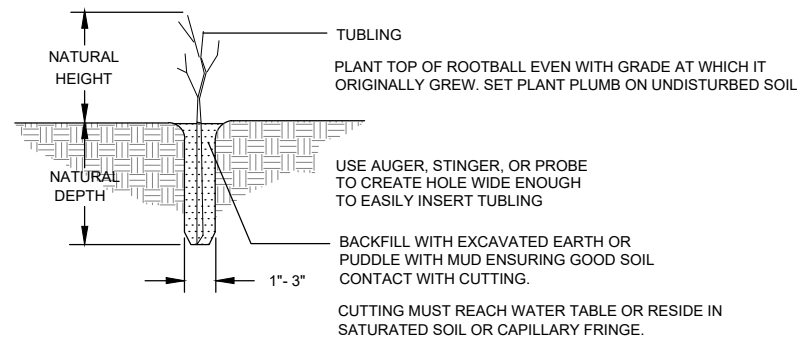 TUBLING
NATURAL
HEIGHT
PLANT TOP OF ROOTBALL EVEN WITH GRADE AT WHICH IT
ORIGINALLY GREW. SET PLANT PLUMB ON UNDISTURBED SOIL
NATURAL
DEPTH
USE AUGER, STINGER, OR PROBE
TO CREATE HOLE WIDE ENOUGH
TO EASILY INSERT TUBLING
BACKFILL WITH EXCAVATED EARTH OR
PUDDLE WITH MUD ENSURING GOOD SOIL
CONTACT WITH CUTTING.
1"- 3"
CUTTING MUST REACH WATER TABLE OR RESIDE IN
SATURATED SOIL OR CAPILLARY FRINGE.